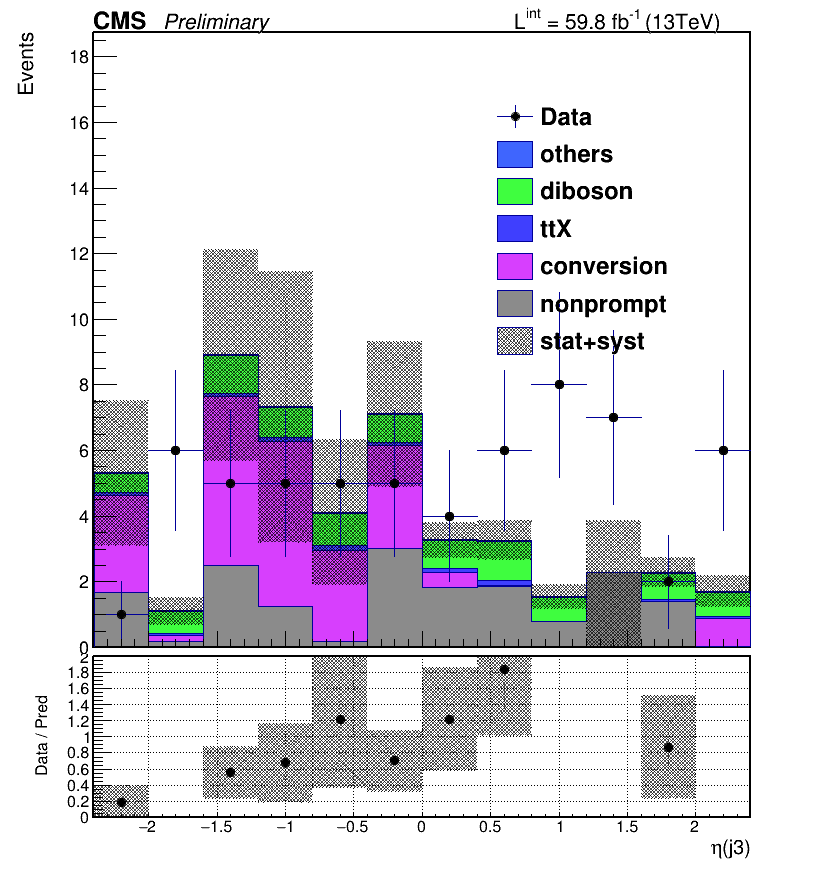 CMS Preliminary L^int = 59.8 fb^-1 (13TeV)
Events
18
16
14
12
10
8
6
4
2
0
Data
others
diboson
ttX
conversion
nonprompt
stat+syst
Data / Pred
2
1.8
1.6
1.4
1.2
1
0.8
0.6
0.4
0.2
0
−2 −1.5 −1 −0.5 0 0.5 1 1.5 2
η(j3)